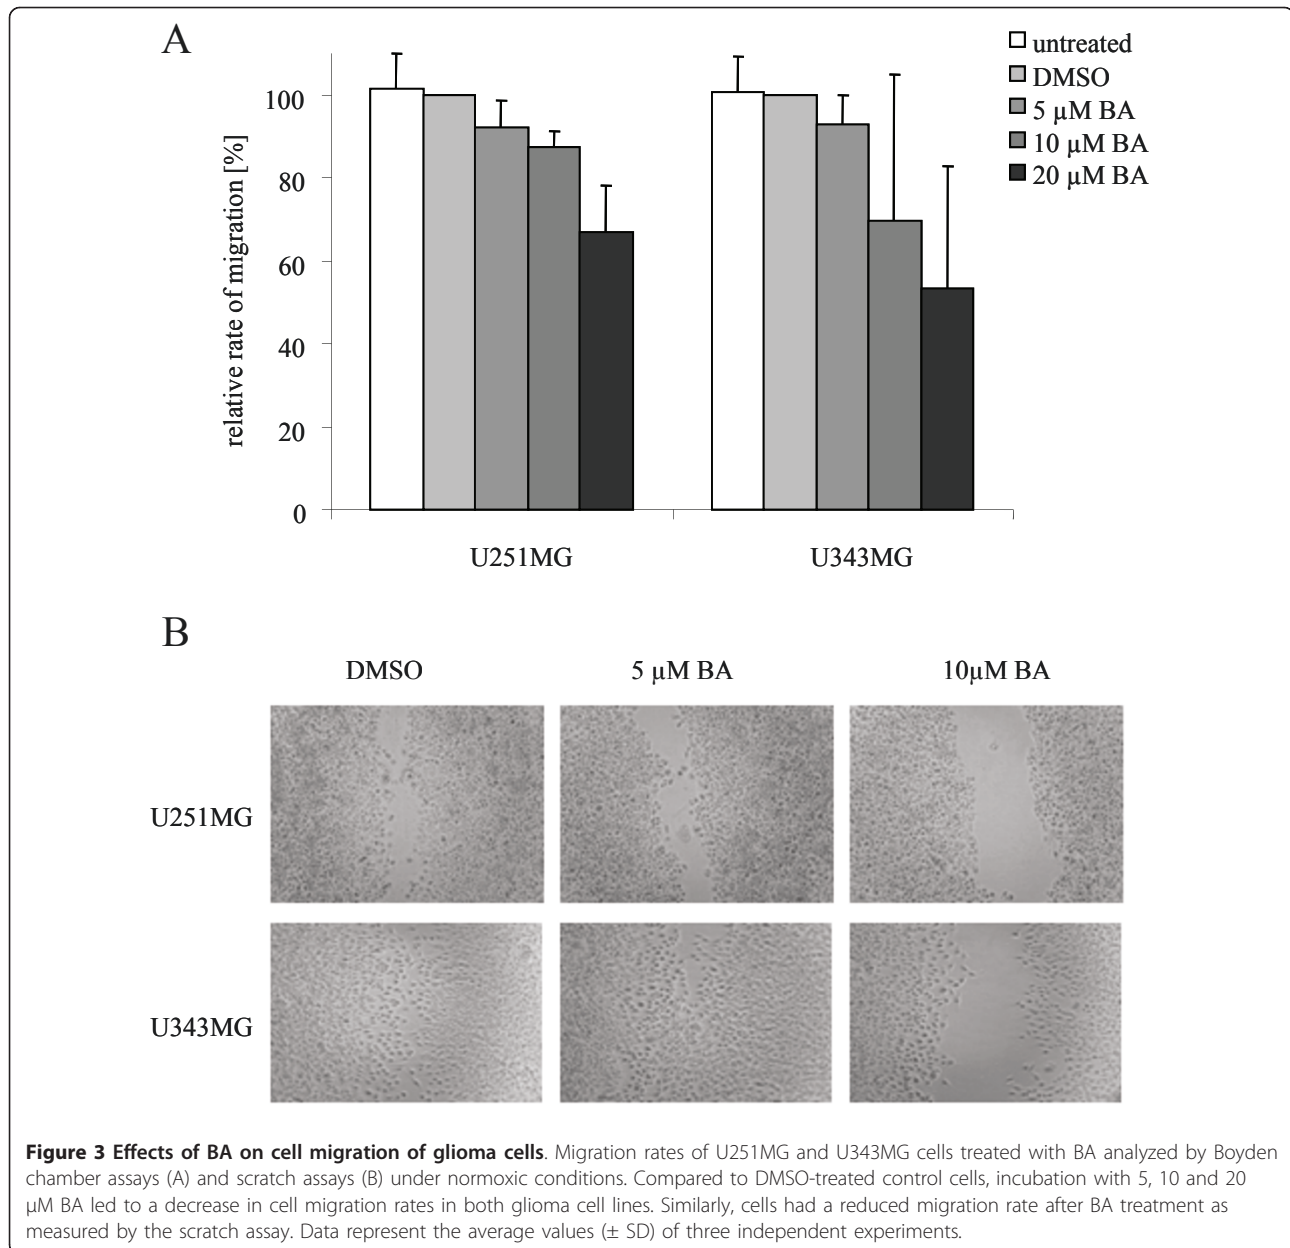 A
untreated
DMSO
5 µM BA
10 µM BA
20 µM BA
relative rate of migration [%]
100
80
60
40
20
0
U251MG U343MG
B
DMSO 5 µM BA 10µM BA
U251MG
U343MG
Figure 3 Effects of BA on cell migration of glioma cells. Migration rates of U251MG and U343MG cells treated with BA analyzed by Boyden
chamber assays (A) and scratch assays (B) under normoxic conditions. Compared to DMSO-treated control cells, incubation with 5, 10 and 20
µM BA led to a decrease in cell migration rates in both glioma cell lines. Similarly, cells had a reduced migration rate after BA treatment as
measured by the scratch assay. Data represent the average values (± SD) of three independent experiments.